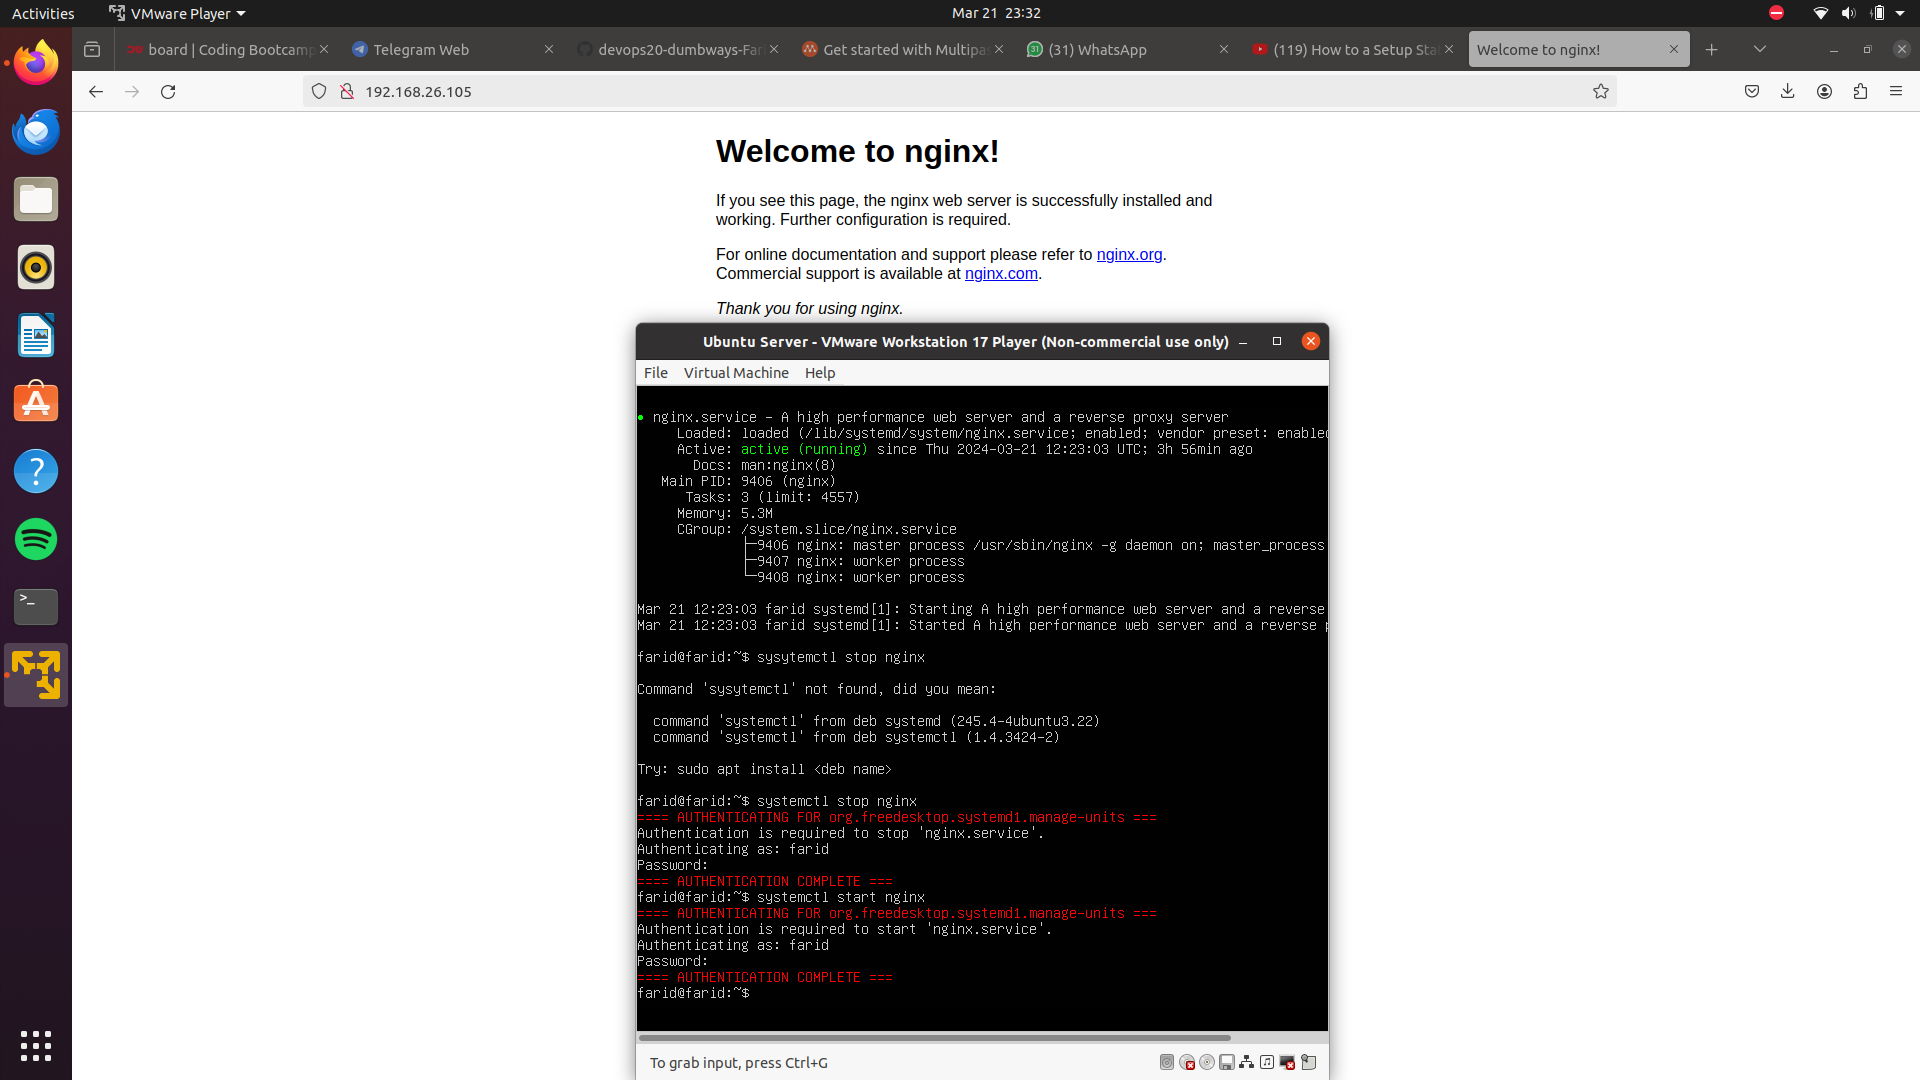 Activities
VMware Player
Mar 21 23:32
board | Coding Bootcamp
Telegram Web
devops20-dumbways-Fari
Get started with Multipas
(31) WhatsApp
(119) How to a Setup Sta
Welcome to nginx!
192.168.26.105
Welcome to nginx!
If you see this page, the nginx web server is successfully installed and
working. Further configuration is required.
For online documentation and support please refer to nginx.org.
Commercial support is available at nginx.com.
Thank you for using nginx.
Ubuntu Server - VMware Workstation 17 Player (Non-commercial use only)
File Virtual Machine Help
● nginx.service - A high performance web server and a reverse proxy server
Loaded: loaded (/lib/systemd/system/nginx.service; enabled; vendor preset: enabled
Active: active (running) since Thu 2024-03-21 12:23:03 UTC; 3h 56min ago
Docs: man:nginx(8)
Main PID: 9406 (nginx)
Tasks: 3 (limit: 4557)
Memory: 5.3M
CGroup: /system.slice/nginx.service
├─9406 nginx: master process /usr/sbin/nginx -g daemon on; master_process
├─9407 nginx: worker process
└─9408 nginx: worker process
Mar 21 12:23:03 farid systemd[1]: Starting A high performance web server and a reverse
Mar 21 12:23:03 farid systemd[1]: Started A high performance web server and a reverse p
farid@farid:~$ sysytemctl stop nginx
Command 'sysytemctl' not found, did you mean:
command 'systemctl' from deb systemd (245.4-4ubuntu3.22)
command 'systemctl' from deb systemctl (1.4.3424-2)
Try: sudo apt install <deb name>
farid@farid:~$ systemctl stop nginx
==== AUTHENTICATING FOR org.freedesktop.systemd1.manage-units ===
Authentication is required to stop 'nginx.service'.
Authenticating as: farid
Password:
==== AUTHENTICATION COMPLETE ===
farid@farid:~$ systemctl start nginx
==== AUTHENTICATING FOR org.freedesktop.systemd1.manage-units ===
Authentication is required to start 'nginx.service'.
Authenticating as: farid
Password:
==== AUTHENTICATION COMPLETE ===
farid@farid:~$
To grab input, press Ctrl+G